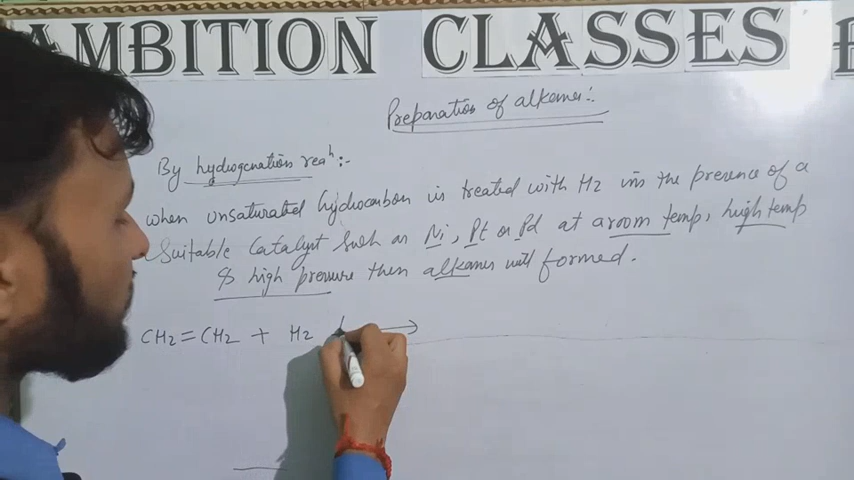 AMBITION CLASSES
Preparation of alkanes:-
By hydrogenation reaⁿ:-
when unsaturated hydrocarbon is treated with H2 in the presence of a
Suitable Catalyst such as Ni, Pt or Pd at a room temp, high temp
& high pressure then alkanes will formed.
CH2=CH2 + H2 →